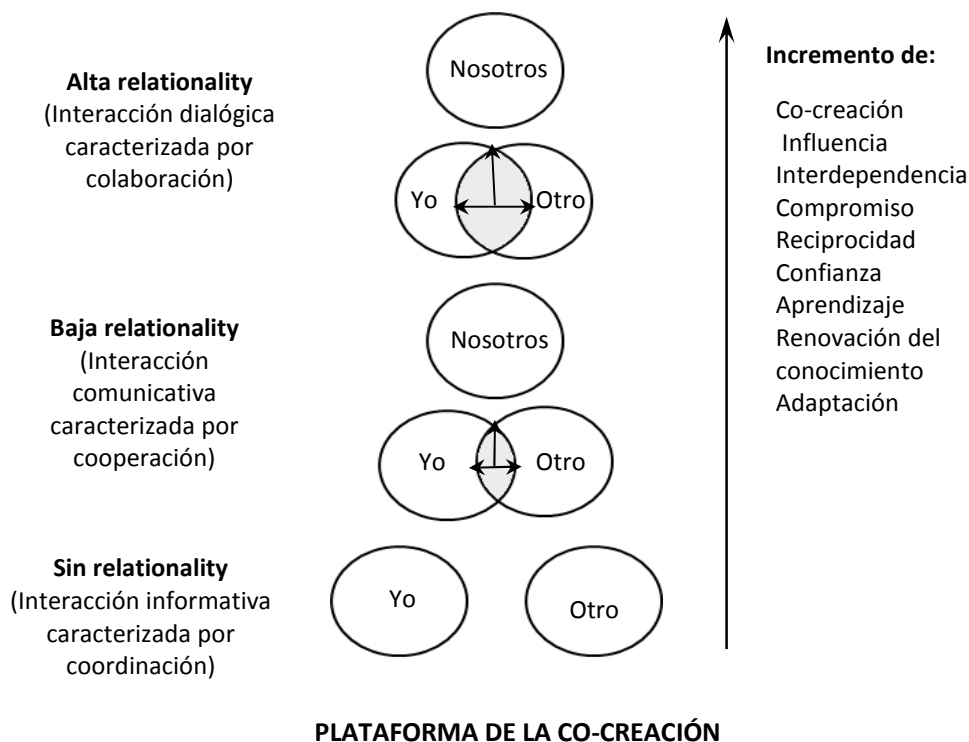 Alta relationality
(Interacción dialógica
caracterizada por
colaboración)
Nosotros
Yo
Otro
Baja relationality
(Interacción
comunicativa
caracterizada por
cooperación)
Nosotros
Yo
Otro
Sin relationality
(Interacción informativa
caracterizada por
coordinación)
Yo
Otro
Incremento de:
Co-creación
Influencia
Interdependencia
Compromiso
Reciprocidad
Confianza
Aprendizaje
Renovación del
conocimiento
Adaptación
PLATAFORMA DE LA CO-CREACIÓN